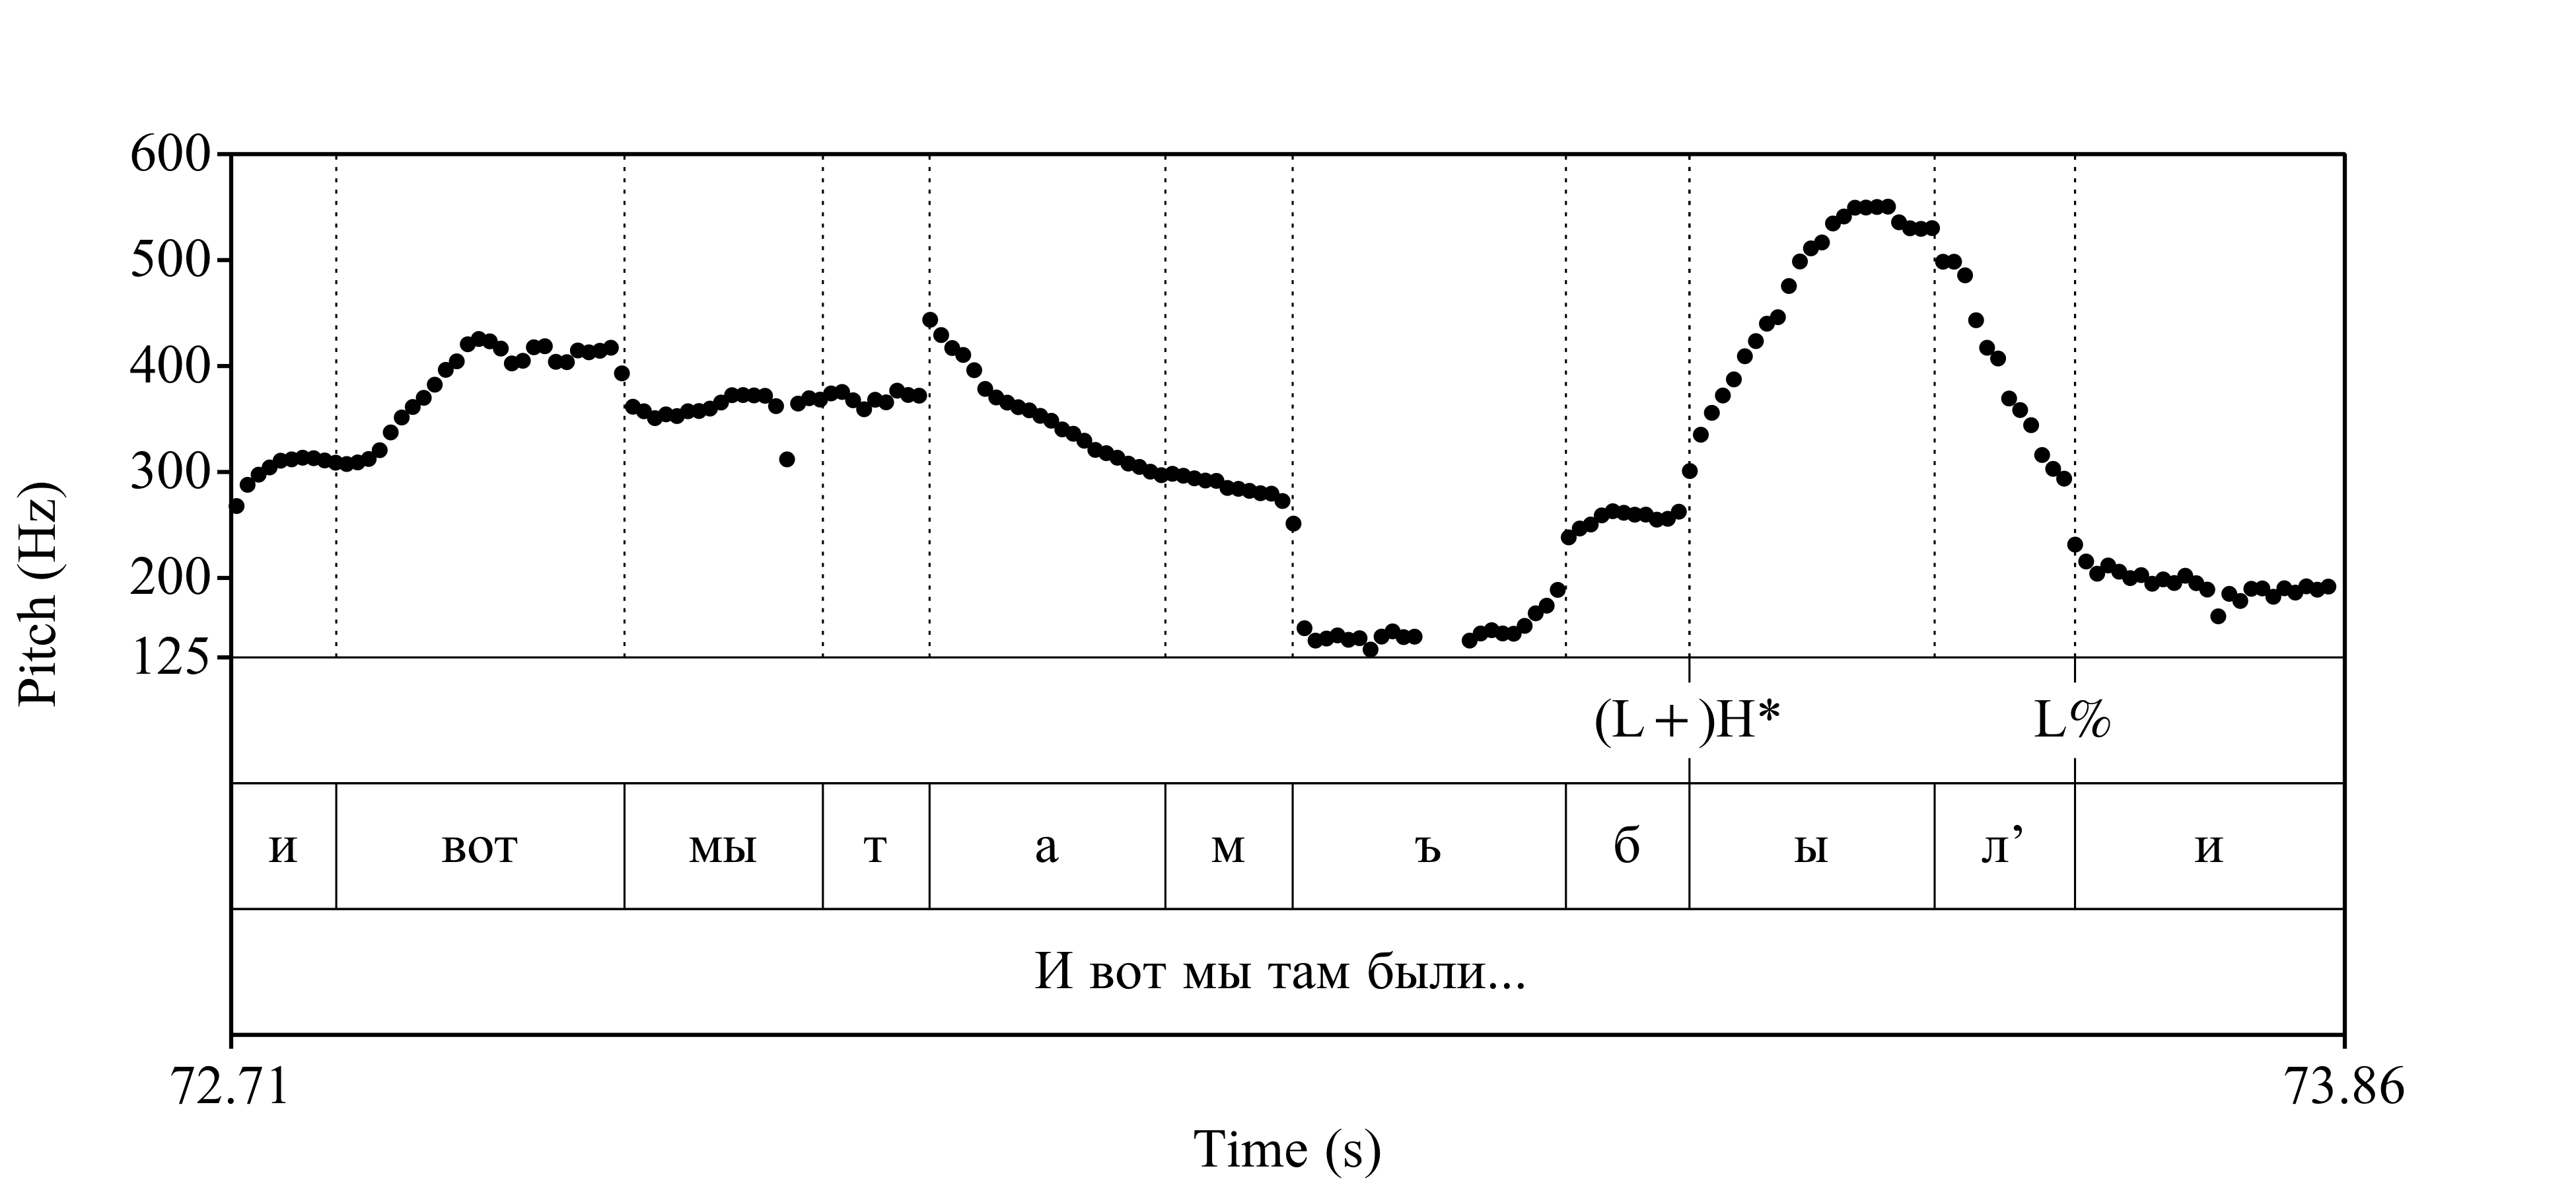 600
500
400
300
200
125
Pitch (Hz)
(L+)H* L%
и вот мы т а м ъ б ы л’ и
И вот мы там были...
72.71 73.86
Time (s)